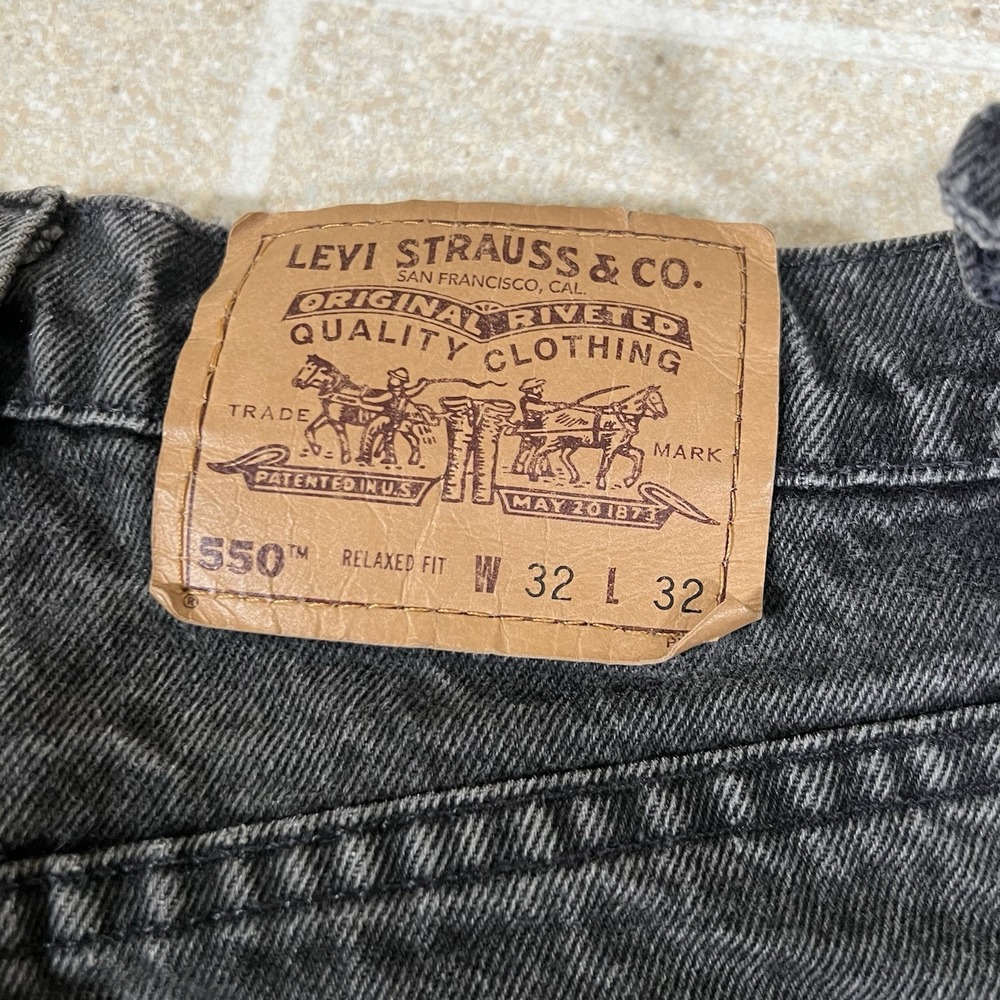 LEVI STRAUSS & CO.
SAN FRANCISCO, CAL.
ORIGINAL RIVETED
QUALITY CLOTHING
TRADE MARK
PATENTED IN U.S. MAY 20 1873
550™ RELAXED FIT W 32 L 32
®